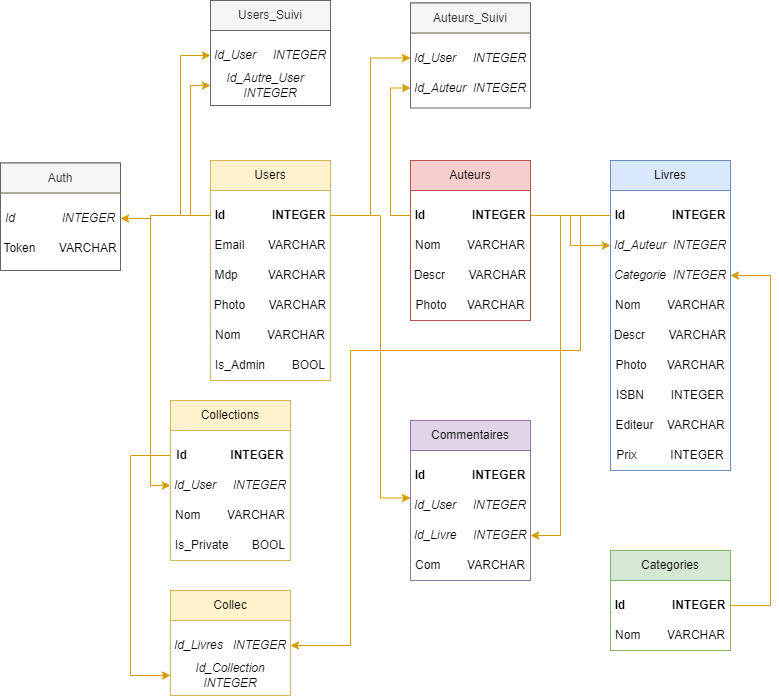 Users_Suivi
Id_User INTEGER
Id_Autre_User
INTEGER
Auteurs_Suivi
Id_User INTEGER
Id_Auteur INTEGER
Auth
Id INTEGER
Token VARCHAR
Users
Id INTEGER
Email VARCHAR
Mdp VARCHAR
Photo VARCHAR
Nom VARCHAR
Is_Admin BOOL
Auteurs
Id INTEGER
Nom VARCHAR
Descr VARCHAR
Photo VARCHAR
Livres
Id INTEGER
Id_Auteur INTEGER
Categorie INTEGER
Nom VARCHAR
Descr VARCHAR
Photo VARCHAR
ISBN INTEGER
Editeur VARCHAR
Prix INTEGER
Collections
Id INTEGER
Id_User INTEGER
Nom VARCHAR
Is_Private BOOL
Commentaires
Id INTEGER
Id_User INTEGER
Id_Livre INTEGER
Com VARCHAR
Categories
Id INTEGER
Nom VARCHAR
Collec
Id_Livres INTEGER
Id_Collection
INTEGER